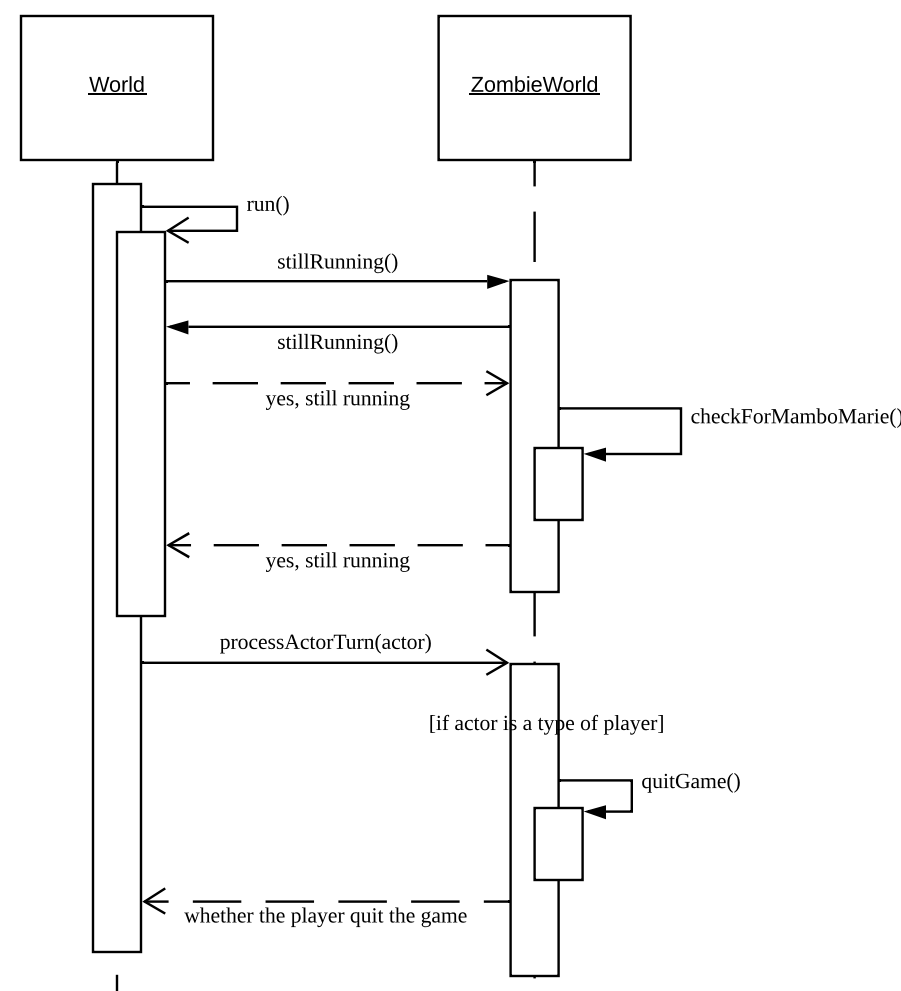 World
ZombieWorld
run()
stillRunning()
stillRunning()
yes, still running
checkForMamboMarie()
yes, still running
processActorTurn(actor)
[if actor is a type of player]
quitGame()
whether the player quit the game